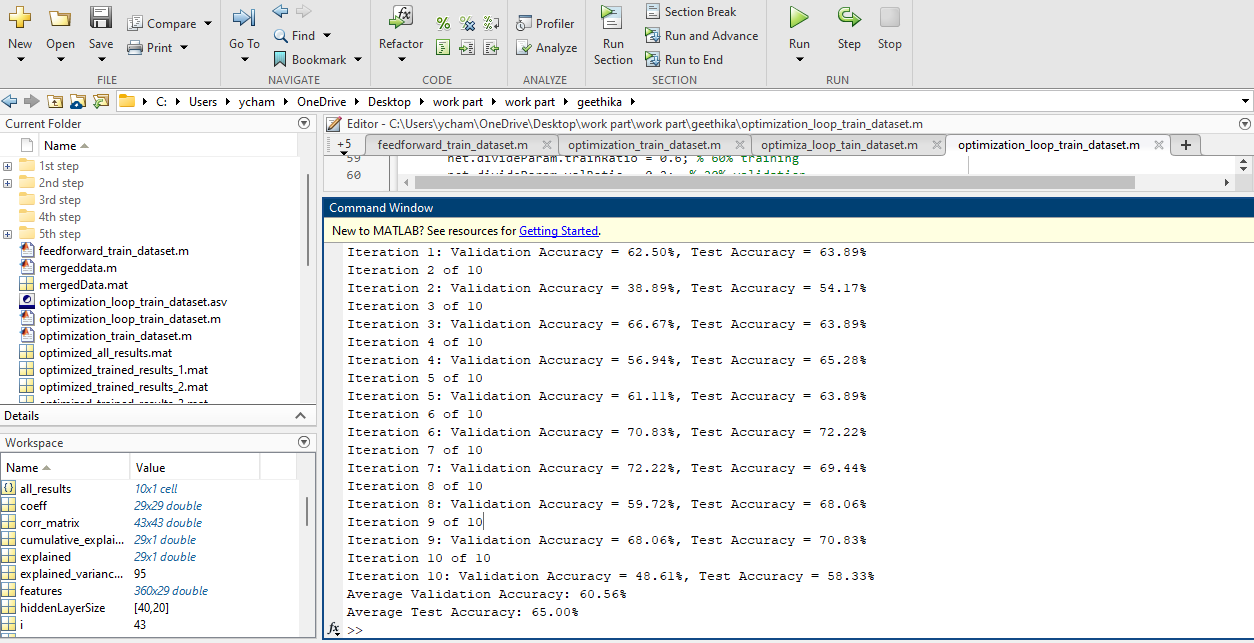 New
Open
Save
Compare
Print
FILE
Go To
Find
Bookmark
NAVIGATE
Refactor
CODE
Profiler
Analyze
ANALYZE
Run
Section
Section Break
Run and Advance
Run to End
SECTION
Run
Step
Stop
RUN
C: Users ycham OneDrive Desktop work part work part geethika
Current Folder
Name
1st step
2nd step
3rd step
4th step
5th step
feedforward_train_dataset.m
mergeddata.m
mergedData.mat
optimization_loop_train_dataset.asv
optimization_loop_train_dataset.m
optimization_train_dataset.m
optimized_all_results.mat
optimized_trained_results_1.mat
optimized_trained_results_2.mat
optimized_trained_results_3.mat
Details
Workspace
Name Value
all_results 10x1 cell
coeff 29x29 double
corr_matrix 43x43 double
cumulative_explai... 29x1 double
explained 29x1 double
explained_varianc... 95
features 360x29 double
hiddenLayerSize [40,20]
i 43
Editor - C:\Users\ycham\OneDrive\Desktop\work part\work part\geethika\optimization_loop_train_dataset.m
+5 feedforward_train_dataset.m optimization_train_dataset.m optimiza_loop_tain_dataset.m optimization_loop_train_dataset.m +
59 net.divideParam.trainRatio = 0.6; % 60% training
60 net.divideParam.valRatio = 0.2; % 20% validation
Command Window
New to MATLAB? See resources for Getting Started.
Iteration 1: Validation Accuracy = 62.50%, Test Accuracy = 63.89%
Iteration 2 of 10
Iteration 2: Validation Accuracy = 38.89%, Test Accuracy = 54.17%
Iteration 3 of 10
Iteration 3: Validation Accuracy = 66.67%, Test Accuracy = 63.89%
Iteration 4 of 10
Iteration 4: Validation Accuracy = 56.94%, Test Accuracy = 65.28%
Iteration 5 of 10
Iteration 5: Validation Accuracy = 61.11%, Test Accuracy = 63.89%
Iteration 6 of 10
Iteration 6: Validation Accuracy = 70.83%, Test Accuracy = 72.22%
Iteration 7 of 10
Iteration 7: Validation Accuracy = 72.22%, Test Accuracy = 69.44%
Iteration 8 of 10
Iteration 8: Validation Accuracy = 59.72%, Test Accuracy = 68.06%
Iteration 9 of 10
Iteration 9: Validation Accuracy = 68.06%, Test Accuracy = 70.83%
Iteration 10 of 10
Iteration 10: Validation Accuracy = 48.61%, Test Accuracy = 58.33%
Average Validation Accuracy: 60.56%
Average Test Accuracy: 65.00%
fx >>